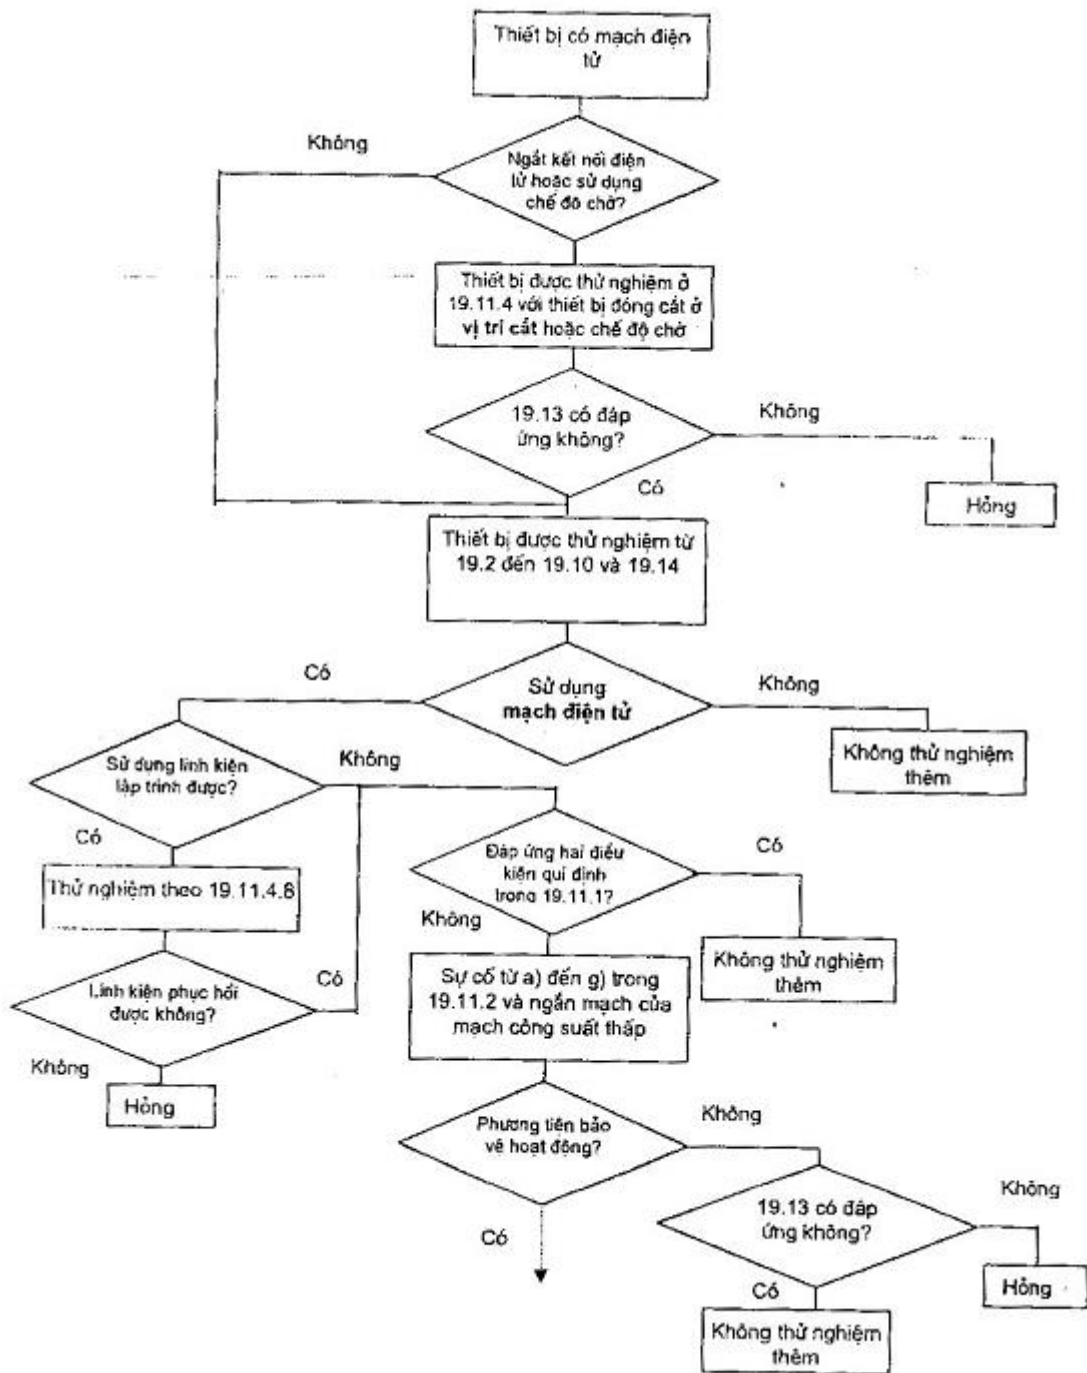 Thiết bị có mạch điện
tử
Không
Ngắt kết nối điện
tử hoặc sử dụng
chế độ chờ?
Thiết bị được thử nghiệm ở
19.11.4 với thiết bị đóng cắt ở
vị trí cắt hoặc chế độ chờ
19.13 có đáp
ứng không?
Không
Có
Hỏng
Thiết bị được thử nghiệm từ
19.2 đến 19.10 và 19.14
Có
Sử dụng
mạch điện tử
Không
Không thử nghiệm
thêm
Sử dụng linh kiện
lập trình được?
Không
Có
Thử nghiệm theo 19.11.4.8
Đáp ứng hai điều
kiện qui định
trong 19.11.1?
Có
Không
Không thử nghiệm
thêm
Linh kiện phục hồi
được không?
Có
Không
Hỏng
Sự cố từ a) đến g) trong
19.11.2 và ngắn mạch của
mạch công suất thấp
Phương tiện bảo
vệ hoạt động?
Không
Có
19.13 có đáp
ứng không?
Không
Hỏng
Có
Không thử nghiệm
thêm